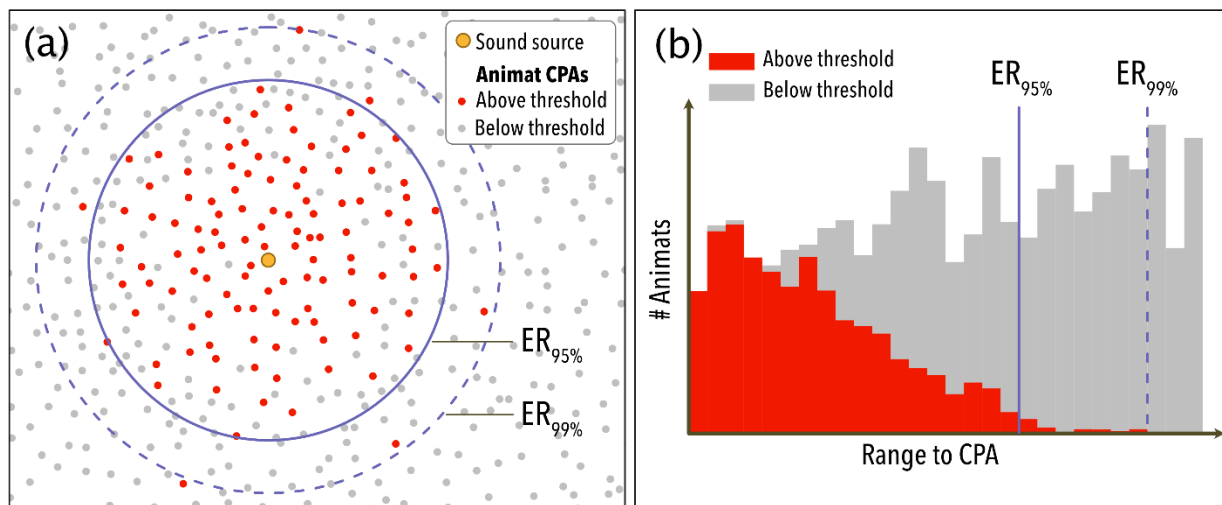 (a)
Sound source
Animat CPAs
Above threshold
Below threshold
ER95%
ER99%
(b)
Above threshold
Below threshold
ER95%
ER99%
# Animats
Range to CPA